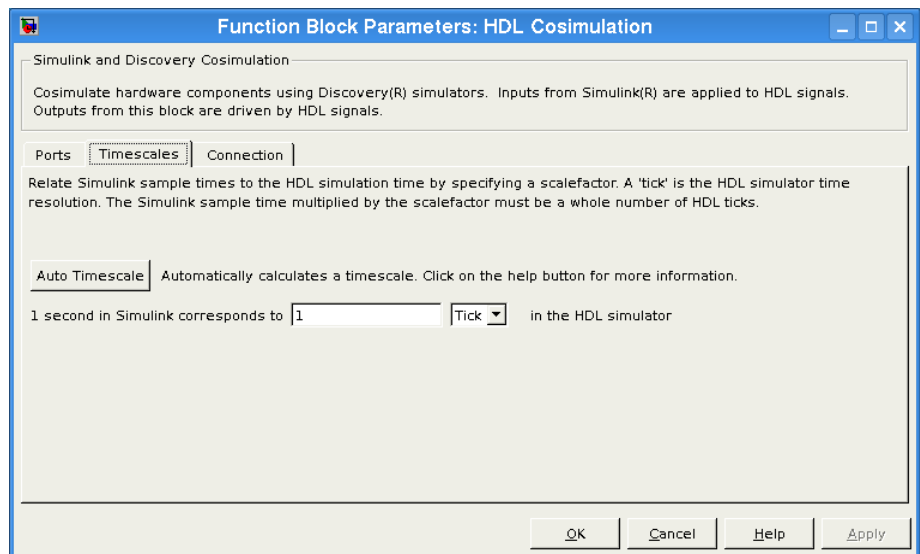 Function Block Parameters: HDL Cosimulation
Simulink and Discovery Cosimulation
Cosimulate hardware components using Discovery(R) simulators. Inputs from Simulink(R) are applied to HDL signals.
Outputs from this block are driven by HDL signals.
Ports Timescales Connection
Relate Simulink sample times to the HDL simulation time by specifying a scalefactor. A 'tick' is the HDL simulator time
resolution. The Simulink sample time multiplied by the scalefactor must be a whole number of HDL ticks.
Auto Timescale Automatically calculates a timescale. Click on the help button for more information.
1 second in Simulink corresponds to 1 Tick in the HDL simulator
OK Cancel Help Apply